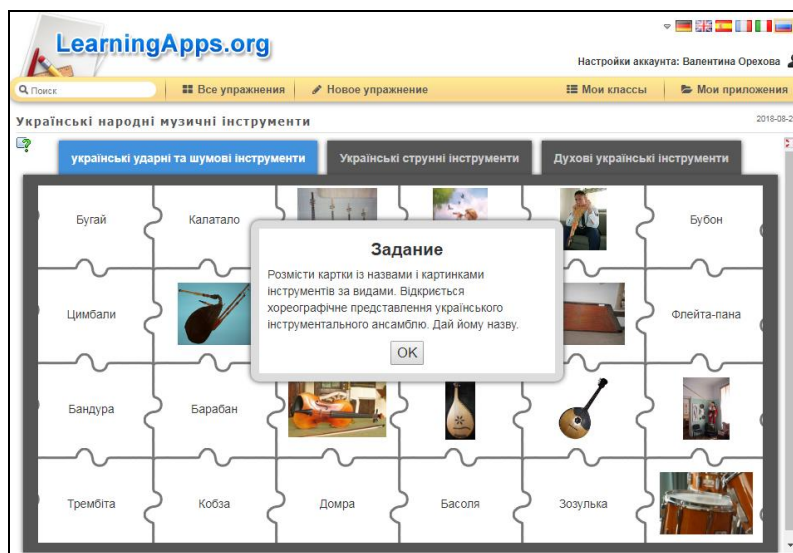 LearningApps.org
Настройки аккаунта: Валентина Орехова
Поиск
Все упражнения
Новое упражнение
Мои классы
Мои приложения
Українські народні музичні інструменти
2018-08-2
українські ударні та шумові інструменти
Українські струнні інструменти
Духові українські інструменти
Бугай
Калатало
Бубон
Задание
Розмісти картки із назвами і картинками
інструментів за видами. Відкриється
хореографічне представлення українського
інструментального ансамблю. Дай йому назву.
OK
Цимбали
Флейта-пана
Бандура
Барабан
Трембіта
Кобза
Домра
Басоля
Зозулька